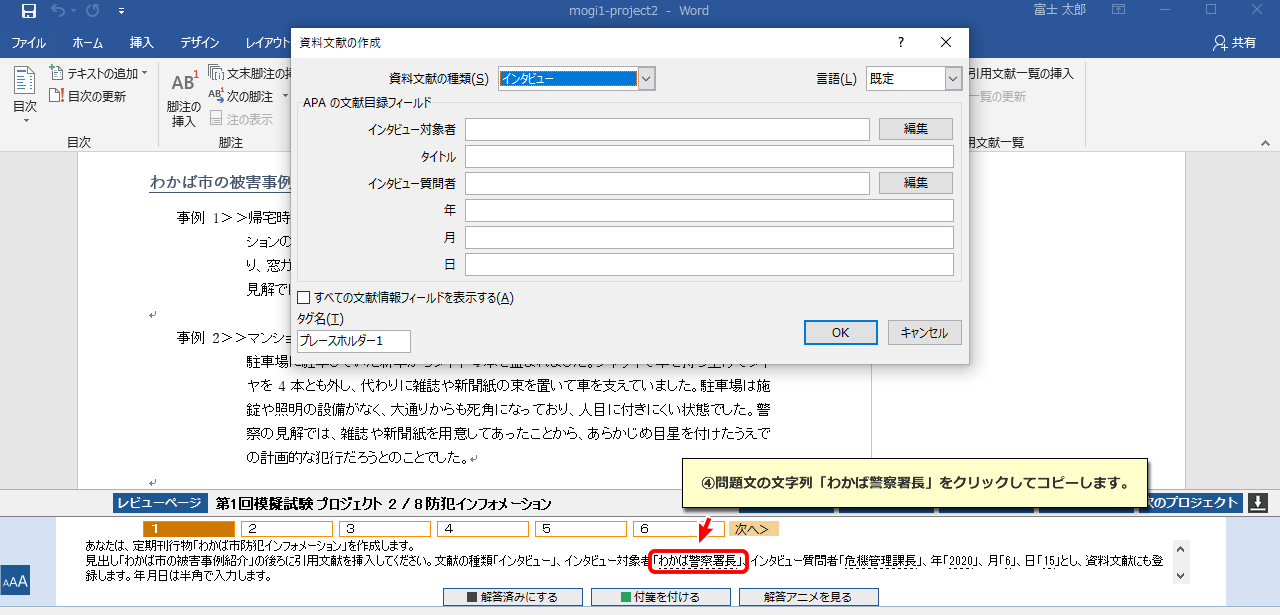 mogi1-project2 - Word
富士 太郎
ファイル ホーム 挿入 デザイン レイアウト
共有
目次
テキストの追加
目次の更新
目次
AB1
脚注の
挿入
文末脚注の挿
次の脚注
注の表示
脚注
引用文献一覧の挿入
一覧の更新
用文献一覧
資料文献の作成
? ×
資料文献の種類(S) インタビュー 言語(L) 既定
APA の文献目録フィールド
インタビュー対象者 編集
タイトル
インタビュー質問者 編集
年
月
日
すべての文献情報フィールドを表示する(A)
タグ名(T)
プレースホルダー1
OK キャンセル
わかば市の被害事例
事例 1>>帰宅時
ションの
り、窓ガ
見解では
事例 2>>マンショ
ヤを 4 本とも外し、代わりに雑誌や新聞紙の束を置いて車を支えていました。駐車場は施
錠や照明の設備がなく、大通りからも死角になっており、人目に付きにくい状態でした。警
察の見解では、雑誌や新聞紙を用意してあったことから、あらかじめ目星を付けたうえで
の計画的な犯行だろうとのことでした。
④問題文の文字列「わかば警察署長」をクリックしてコピーします。
レビューページ 第1回模擬試験 プロジェクト 2 / 8 防犯インフォメーション
次のプロジェクト
1 2 3 4 5 6 次へ>
あなたは、定期刊行物「わかば市防犯インフォメーション」を作成します。
見出し「わかば市の被害事例紹介」の後ろに引用文献を挿入してください。文献の種類「インタビュー」、インタビュー対象者「わかば警察署長」、インタビュー質問者「危機管理課長」、年「2020」、月「6」、日「15」とし、資料文献にも登
録します。年月日は半角で入力します。
AAA
解答済みにする 付箋を付ける 解答アニメを見る